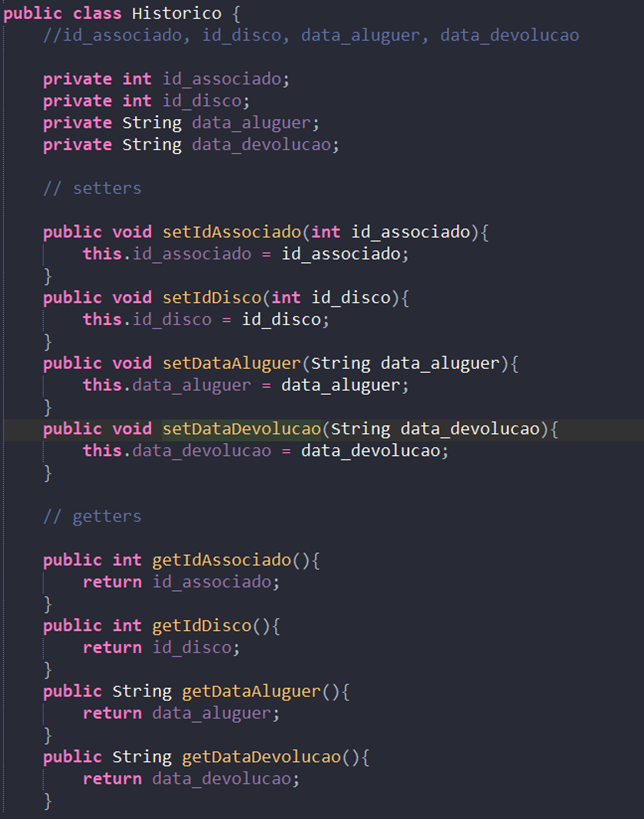 public class Historico {
//id_associado, id_disco, data_aluguer, data_devolucao
private int id_associado;
private int id_disco;
private String data_aluguer;
private String data_devolucao;
// setters
public void setIdAssociado(int id_associado){
this.id_associado = id_associado;
}
public void setIdDisco(int id_disco){
this.id_disco = id_disco;
}
public void setDataAluguer(String data_aluguer){
this.data_aluguer = data_aluguer;
}
public void setDataDevolucao(String data_devolucao){
this.data_devolucao = data_devolucao;
}
// getters
public int getIdAssociado(){
return id_associado;
}
public int getIdDisco(){
return id_disco;
}
public String getDataAluguer(){
return data_aluguer;
}
public String getDataDevolucao(){
return data_devolucao;
}